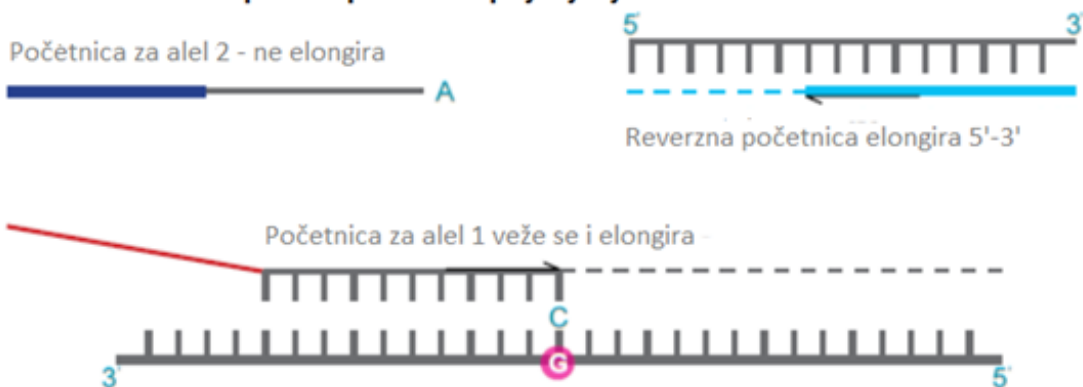 5' 3'
Početnica za alel 2 - ne elongira
A
Reverzna početnica elongira 5'-3'
Početnica za alel 1 veže se i elongira
C
G
3' 5'